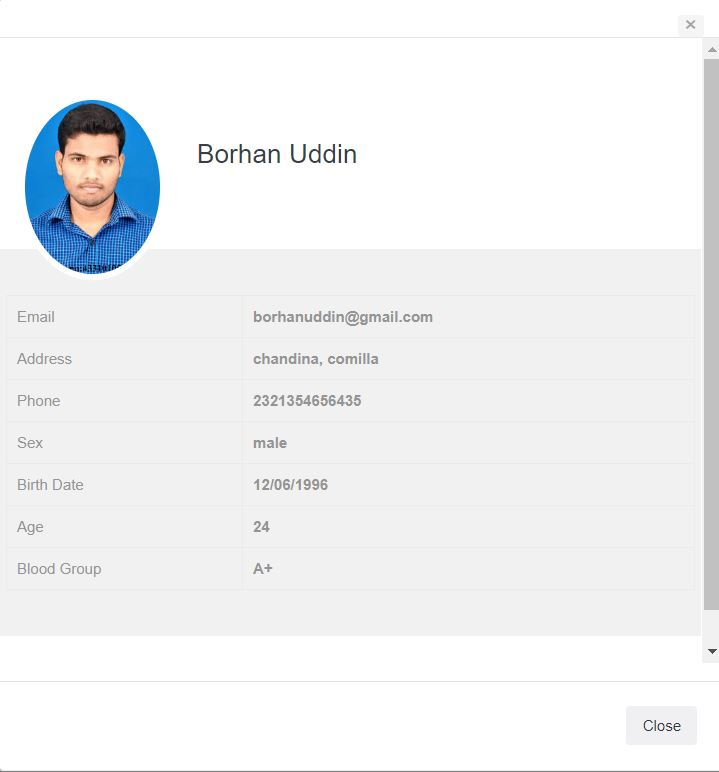 ×
Borhan Uddin
Email borhanuddin@gmail.com
Address chandina, comilla
Phone 2321354656435
Sex male
Birth Date 12/06/1996
Age 24
Blood Group A+
Close